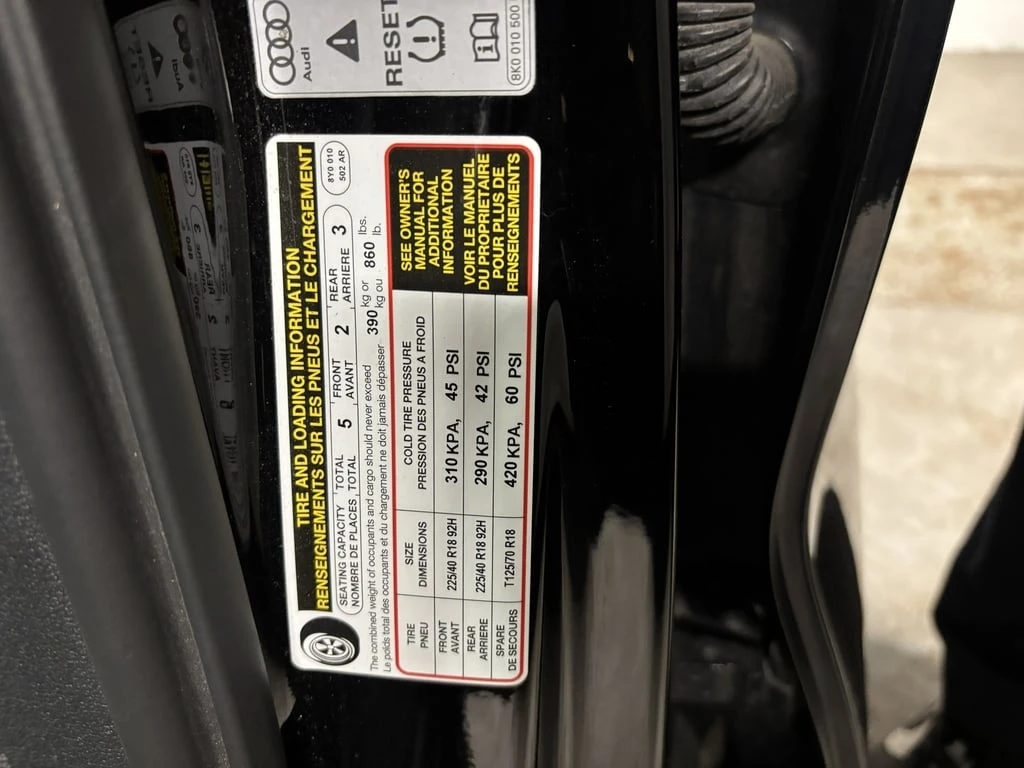 Audi
RESET
8K0 010 500
TIRE AND LOADING INFORMATION
RENSEIGNEMENTS SUR LES PNEUS ET LE CHARGEMENT
8Y0 010
502 AR
SEATING CAPACITY TOTAL 5 FRONT 2 REAR 3
NOMBRE DE PLACES TOTAL AVANT ARRIERE
The combined weight of occupants and cargo should never exceed 390 kg or 860 lbs.
Le poids total des occupants et du chargement ne doit jamais dépasser kg ou lb.
TIRE SIZE COLD TIRE PRESSURE
PNEU DIMENSIONS PRESSION DES PNEUS A FROID
FRONT
AVANT 225/40 R18 92H 310 KPA, 45 PSI
REAR
ARRIERE 225/40 R18 92H 290 KPA, 42 PSI
SPARE
DE SECOURS T125/70 R18 420 KPA, 60 PSI
SEE OWNER'S
MANUAL FOR
ADDITIONAL
INFORMATION
VOIR LE MANUEL
DU PROPRIETAIRE
POUR PLUS DE
RENSEIGNEMENTS